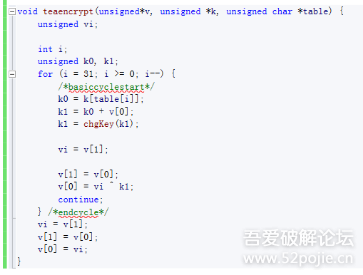 void teaencrypt(unsigned*v, unsigned *k, unsigned char *table) {
unsigned vi;
int i;
unsigned k0, k1;
for (i = 31; i >= 0; i--) {
/*basiccyclestart*/
k0 = k[table[i]];
k1 = k0 + v[0];
k1 = chgKey(k1);
vi = v[1];
v[1] = v[0];
v[0] = vi ^ k1;
continue;
} /*endcycle*/
vi = v[1];
v[1] = v[0];
v[0] = vi;
}
吾爱破解论坛
www.52pojie.cn